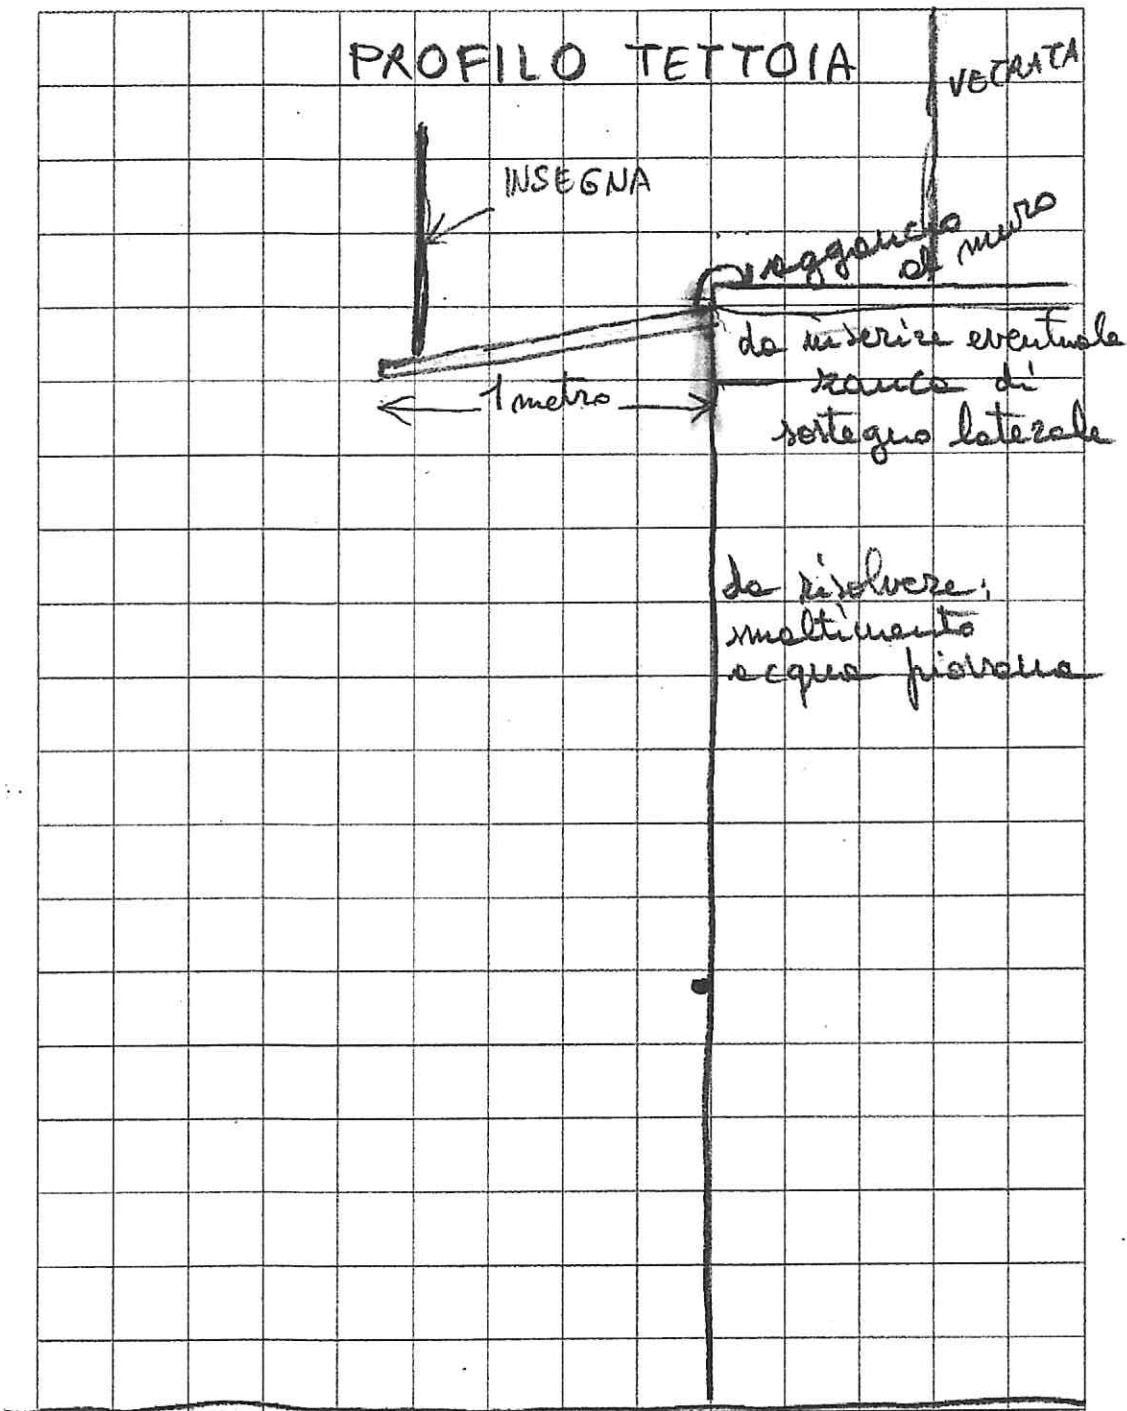 PROFILO TETTOIA
VETRATA
INSEGNA
aggancio
al muro
da inserire eventuale
zanca di
sostegno laterale
1 metro
da risolvere:
smaltimento
acqua piovana